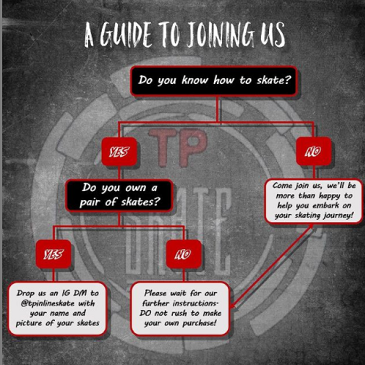 A GUIDE TO JOINING US
Do you know how to skate?
TP
SKATE
YES
NO
Do you own a
pair of skates?
Come join us, we'll be
more than happy to
help you embark on
your skating journey!
YES
NO
Drop us an IG DM to
@tpinlineskate with
your name and
picture of your skates
Please wait for our
further instructions.
DO not rush to make
your own purchase!